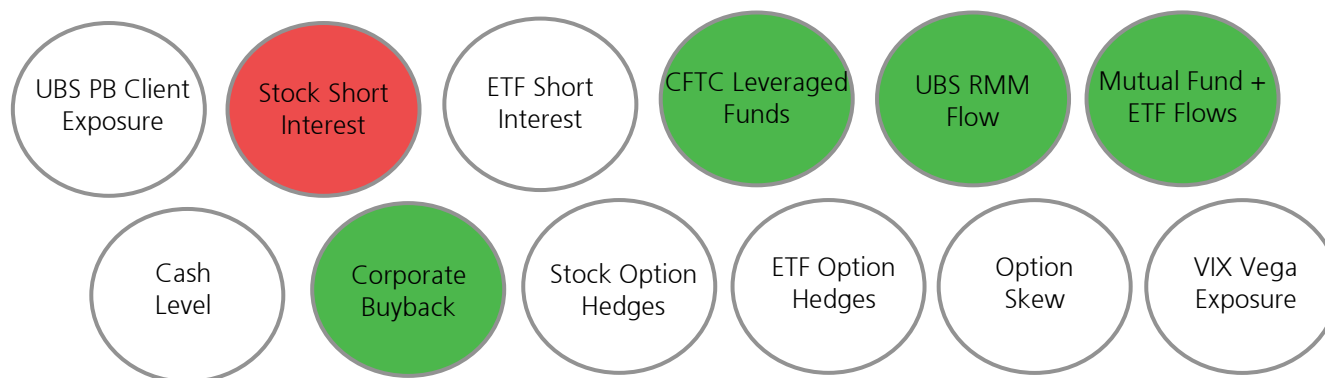 UBS PB Client
Exposure
Stock Short
Interest
ETF Short
Interest
CFTC Leveraged
Funds
UBS RMM
Flow
Mutual Fund +
ETF Flows
Cash
Level
Corporate
Buyback
Stock Option
Hedges
ETF Option
Hedges
Option
Skew
VIX Vega
Exposure